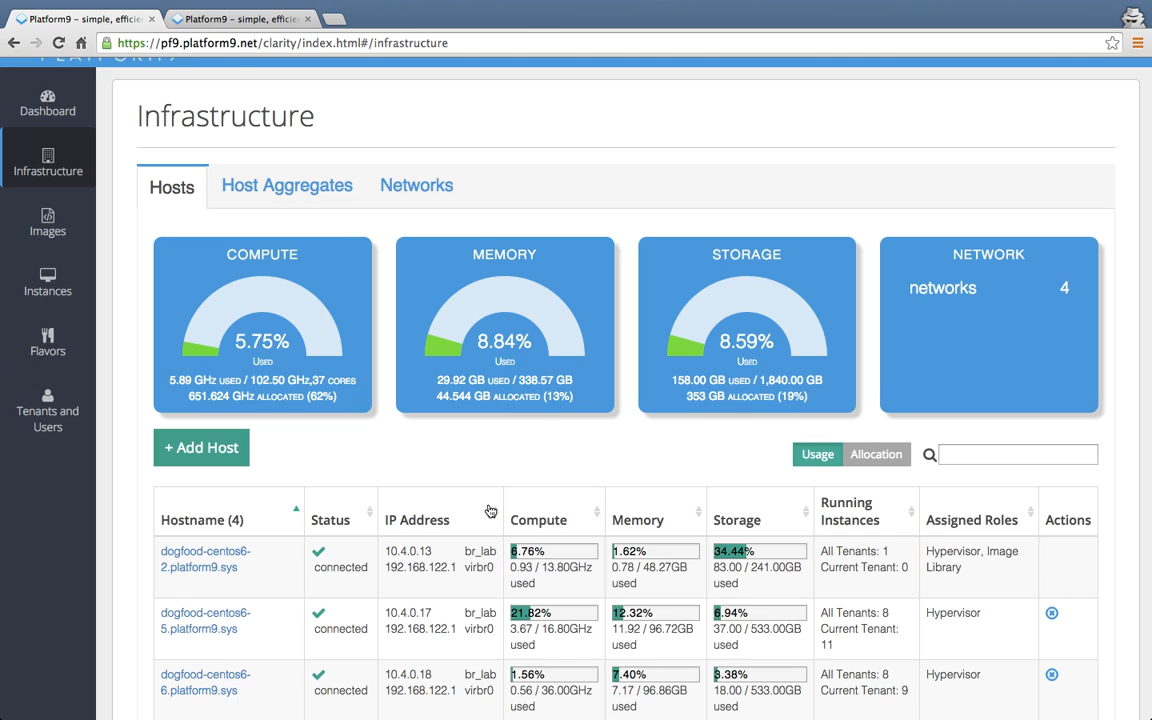 Platform9 – simple, efficie
Platform9 – simple, efficie
https://pf9.platform9.net/clarity/index.html#/infrastructure
Dashboard
Infrastructure
Images
Instances
Flavors
Tenants and
Users
Infrastructure
Hosts Host Aggregates Networks
COMPUTE
5.75%
USED
5.89 GHz USED / 102.50 GHz,37 CORES
651.624 GHz ALLOCATED (62%)
MEMORY
8.84%
USED
29.92 GB USED / 338.57 GB
44.544 GB ALLOCATED (13%)
STORAGE
8.59%
USED
158.00 GB USED / 1,840.00 GB
353 GB ALLOCATED (19%)
NETWORK
networks 4
+ Add Host
Usage Allocation
Hostname (4) Status IP Address Compute Memory Storage Running Instances Assigned Roles Actions
dogfood-centos6- 10.4.0.13 br_lab 6.76% 1.62% 34.44% All Tenants: 1 Hypervisor, Image
2.platform9.sys connected 192.168.122.1 virbr0 0.93 / 13.80GHz 0.78 / 48.27GB 83.00 / 241.00GB Current Tenant: 0 Library
used used used
dogfood-centos6- 10.4.0.17 br_lab 21.82% 12.32% 6.94% All Tenants: 8 Hypervisor
5.platform9.sys connected 192.168.122.1 virbr0 3.67 / 16.80GHz 11.92 / 96.72GB 37.00 / 533.00GB Current Tenant:
used used used 11
dogfood-centos6- 10.4.0.18 br_lab 1.56% 7.40% 3.38% All Tenants: 8 Hypervisor
6.platform9.sys connected 192.168.122.1 virbr0 0.56 / 36.00GHz 7.17 / 96.86GB 18.00 / 533.00GB Current Tenant: 9
used used used